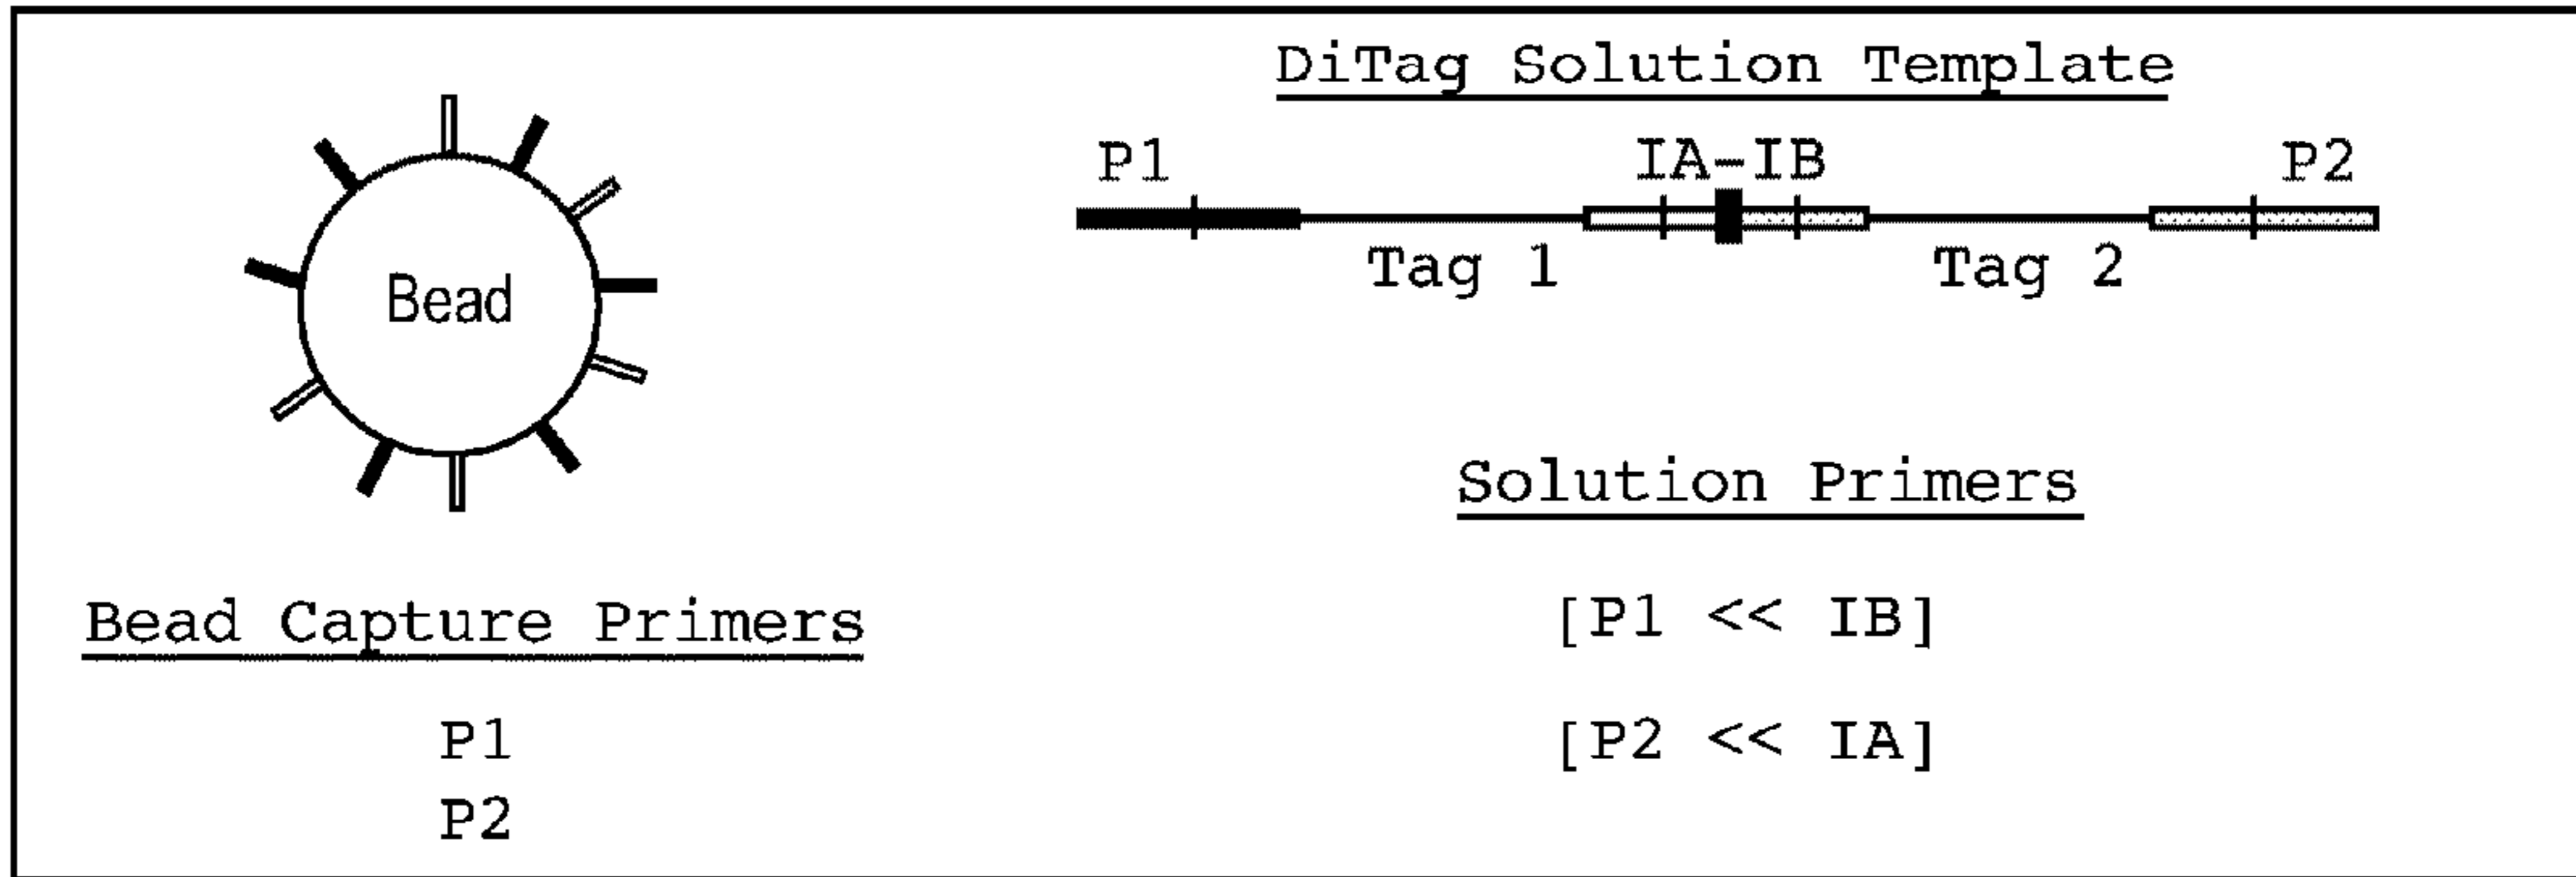 DiTag Solution Template
P1 IA-IB P2
Tag 1 Tag 2
Bead
Solution Primers
[P1 << IB]
[P2 << IA]
Bead Capture Primers
P1
P2